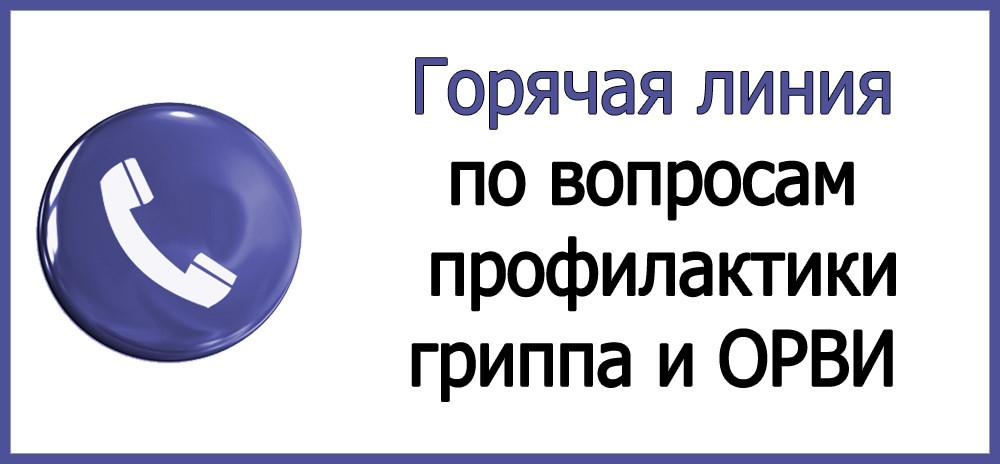 Горячая линия
по вопросам
профилактики
гриппа и ОРВИ